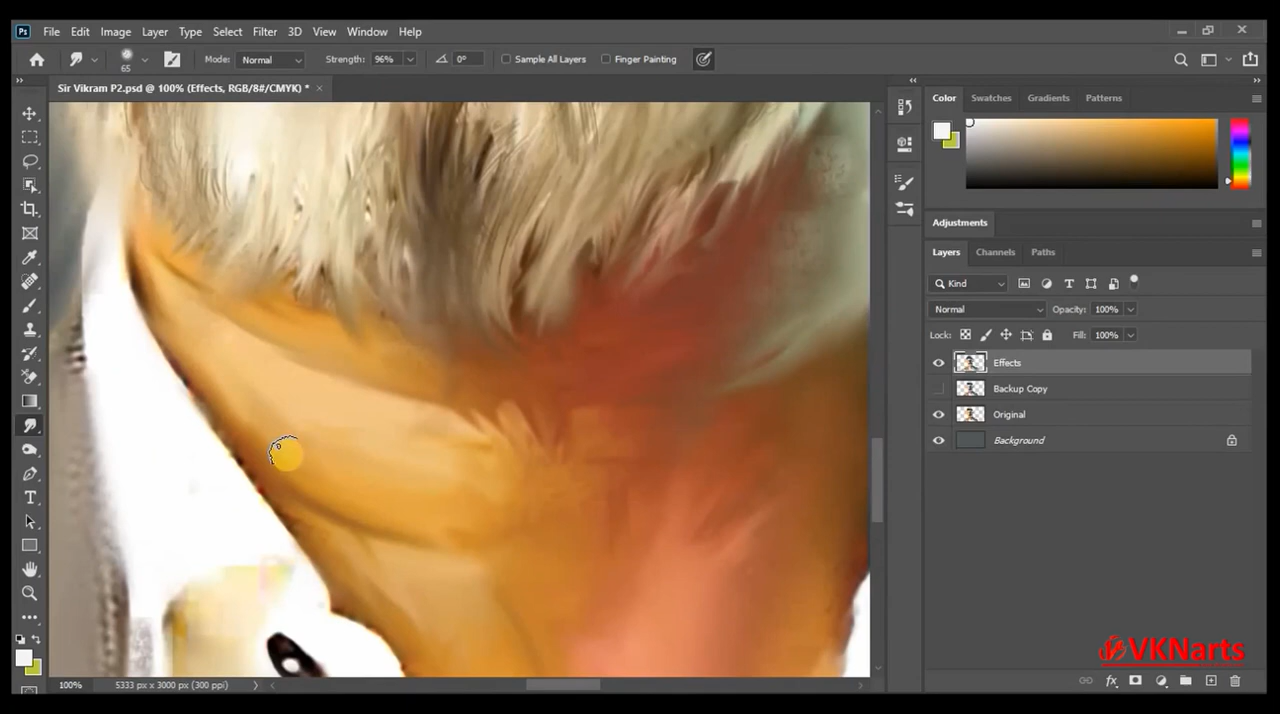 Ps File Edit Image Layer Type Select Filter 3D View Window Help
65 Mode: Normal Strength: 96% 0° Sample All Layers Finger Painting
Sir Vikram P2.psd @ 100% (Effects, RGB/8#/CMYK) *
Color Swatches Gradients Patterns
Adjustments
Layers Channels Paths
Kind
Normal Opacity: 100%
Lock: Fill: 100%
Effects
Backup Copy
Original
Background
VKNarts
100% 5333 px x 3000 px (300 ppi)